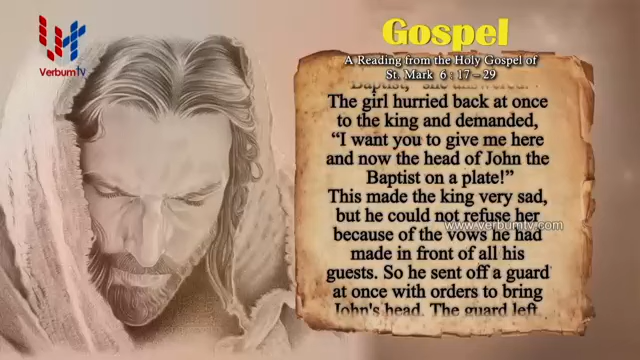 VerbumTV
Gospel
A Reading from the Holy Gospel of
St. Mark 6 : 17 – 29
Baptist," she answered.
The girl hurried back at once
to the king and demanded,
“I want you to give me here
and now the head of John the
Baptist on a plate!”
This made the king very sad,
but he could not refuse her
www.verbumtv.com
because of the vows he had
made in front of all his
guests. So he sent off a guard
at once with orders to bring
John's head. The guard left,